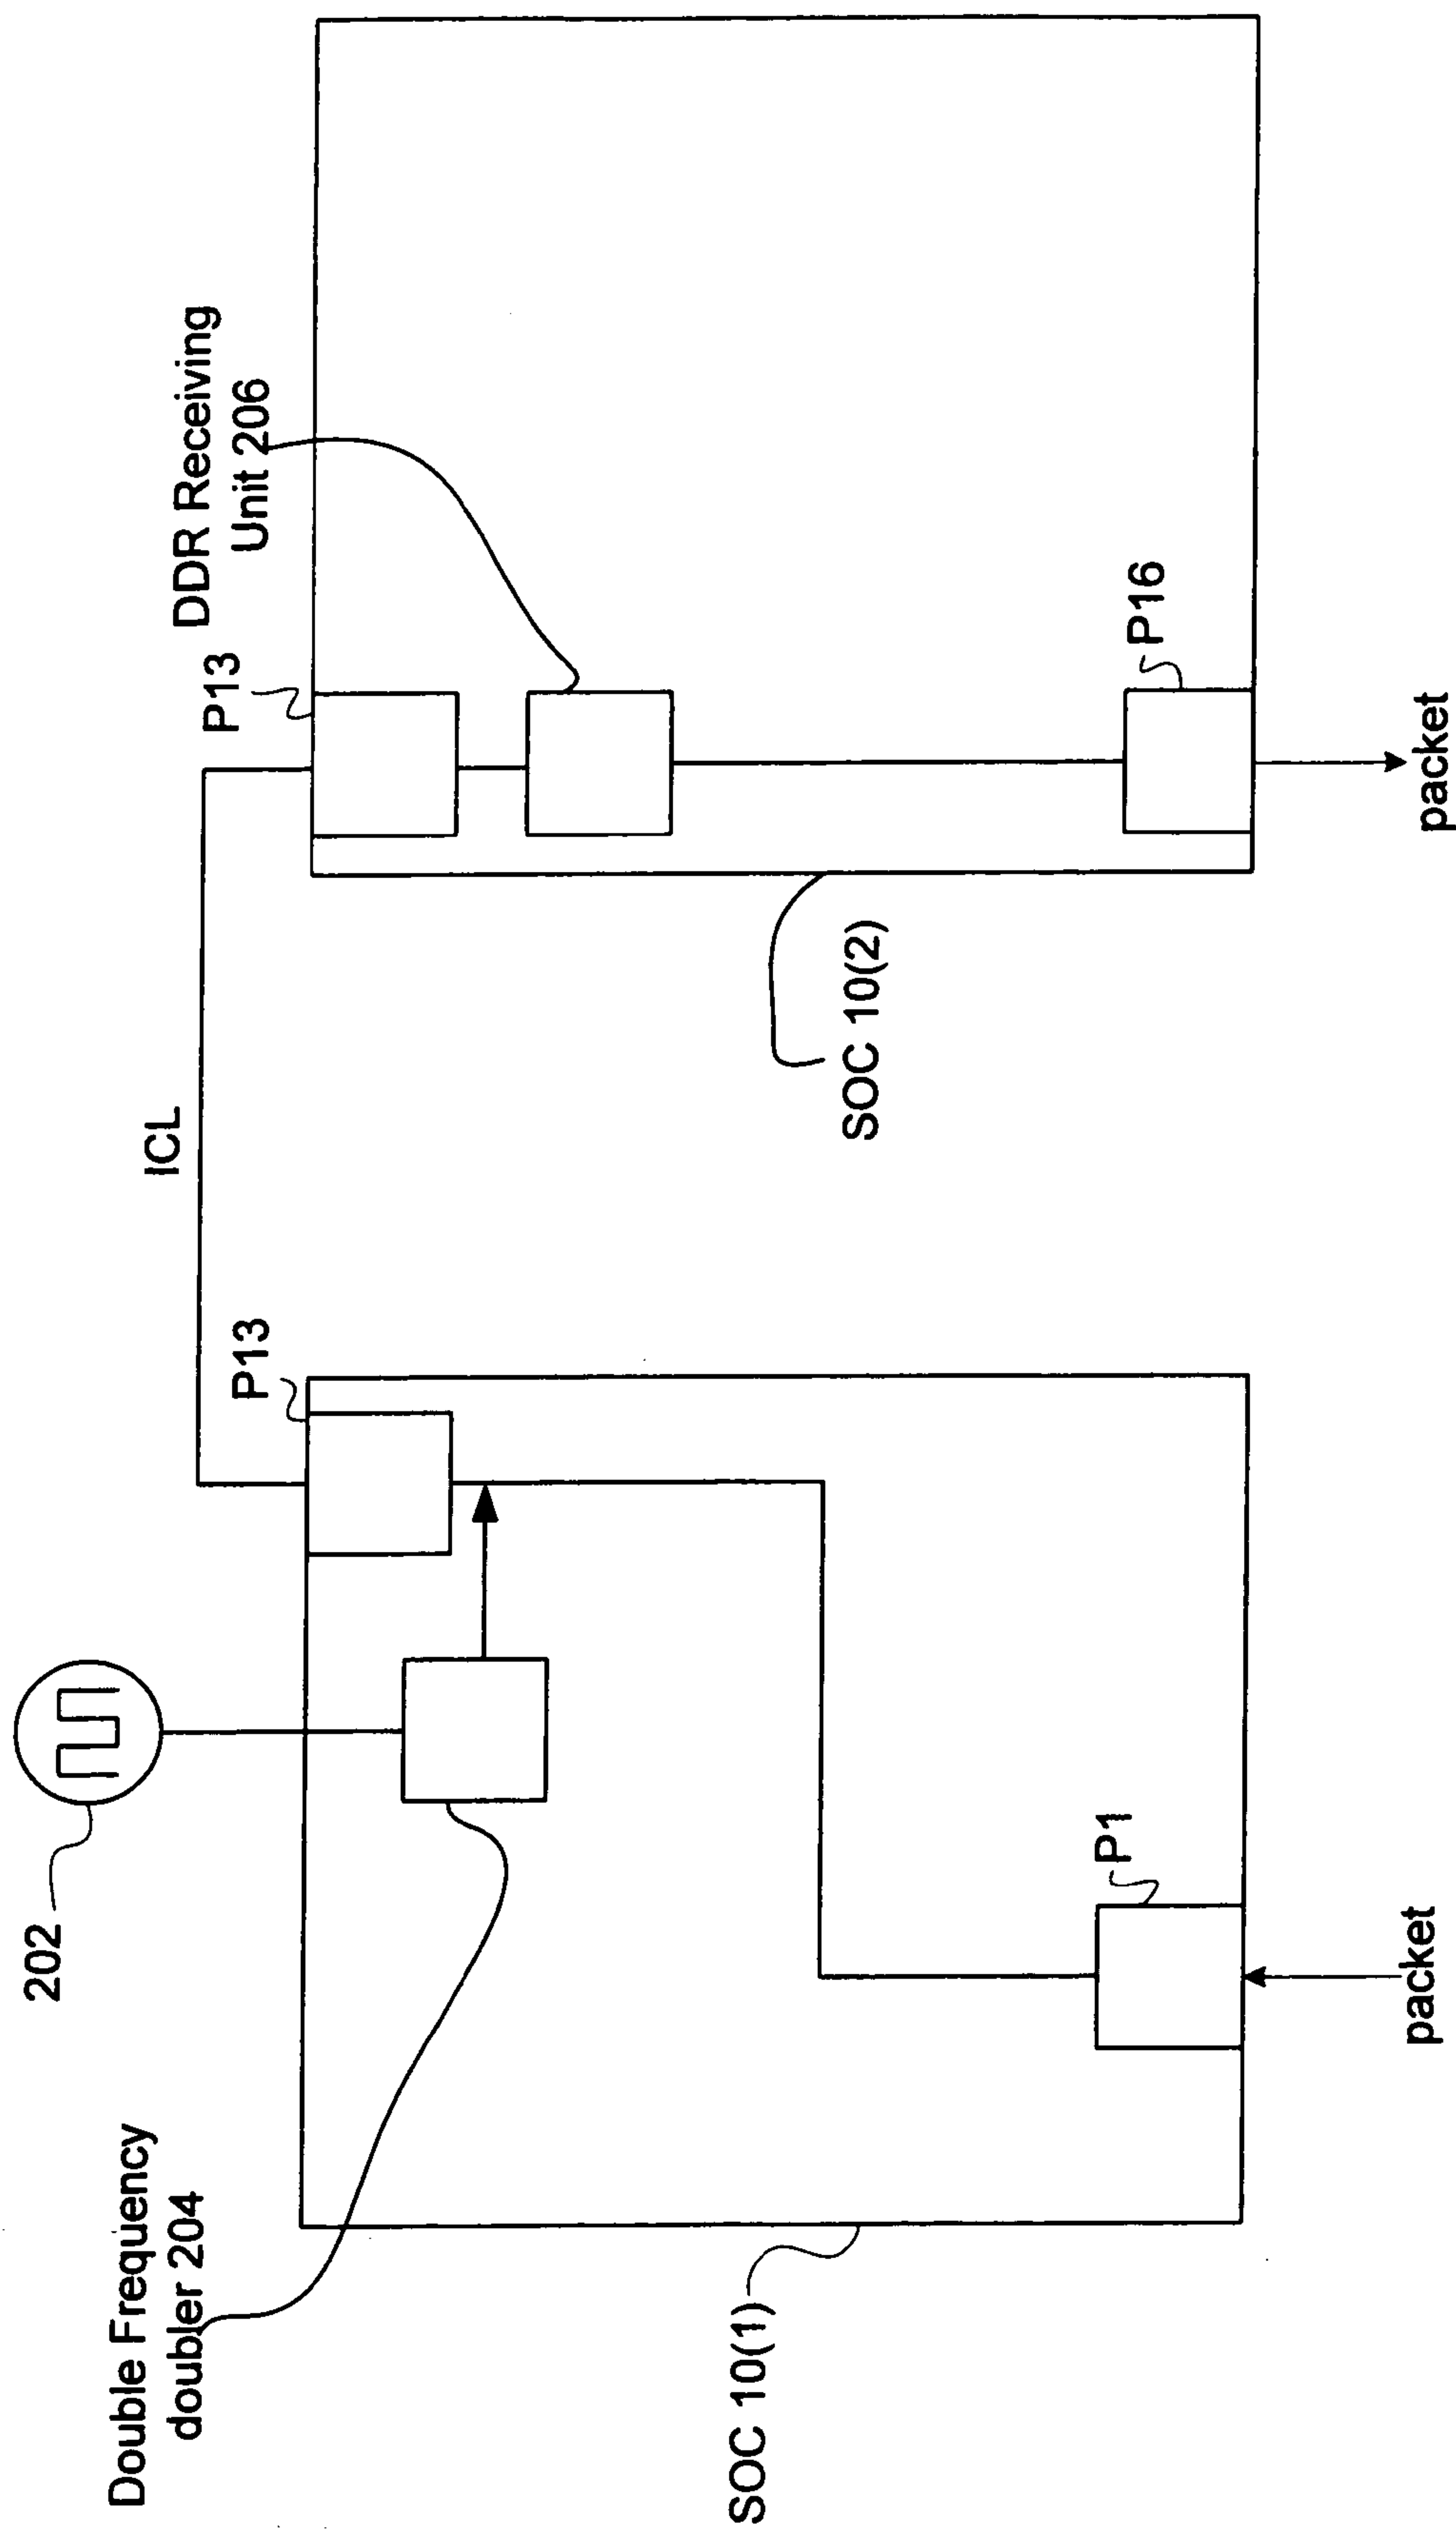 202
Double Frequency
doubler 204
P13
ICL
P13
DDR Receiving
Unit 206
SOC 10(1)
P1
packet
SOC 10(2)
P16
packet